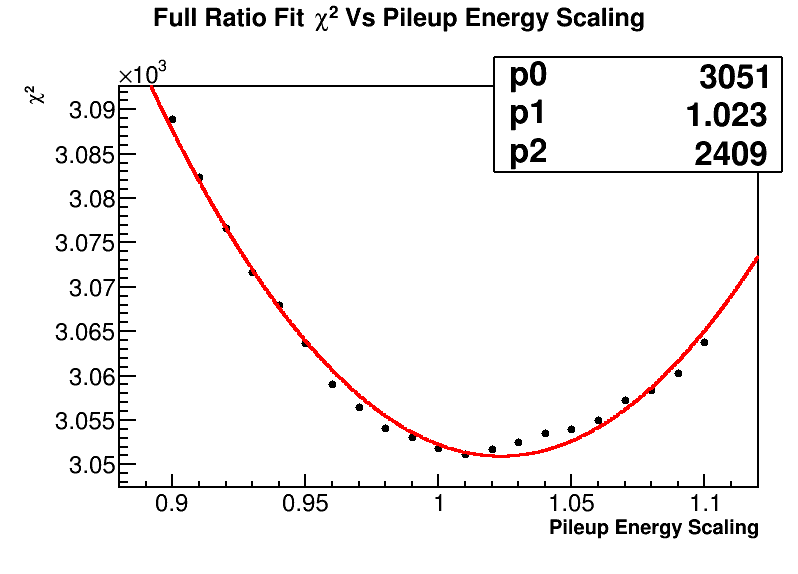 Full Ratio Fit χ² Vs Pileup Energy Scaling
×10³
p0 3051
p1 1.023
p2 2409
χ²
3.09
3.085
3.08
3.075
3.07
3.065
3.06
3.055
3.05
0.9 0.95 1 1.05 1.1
Pileup Energy Scaling